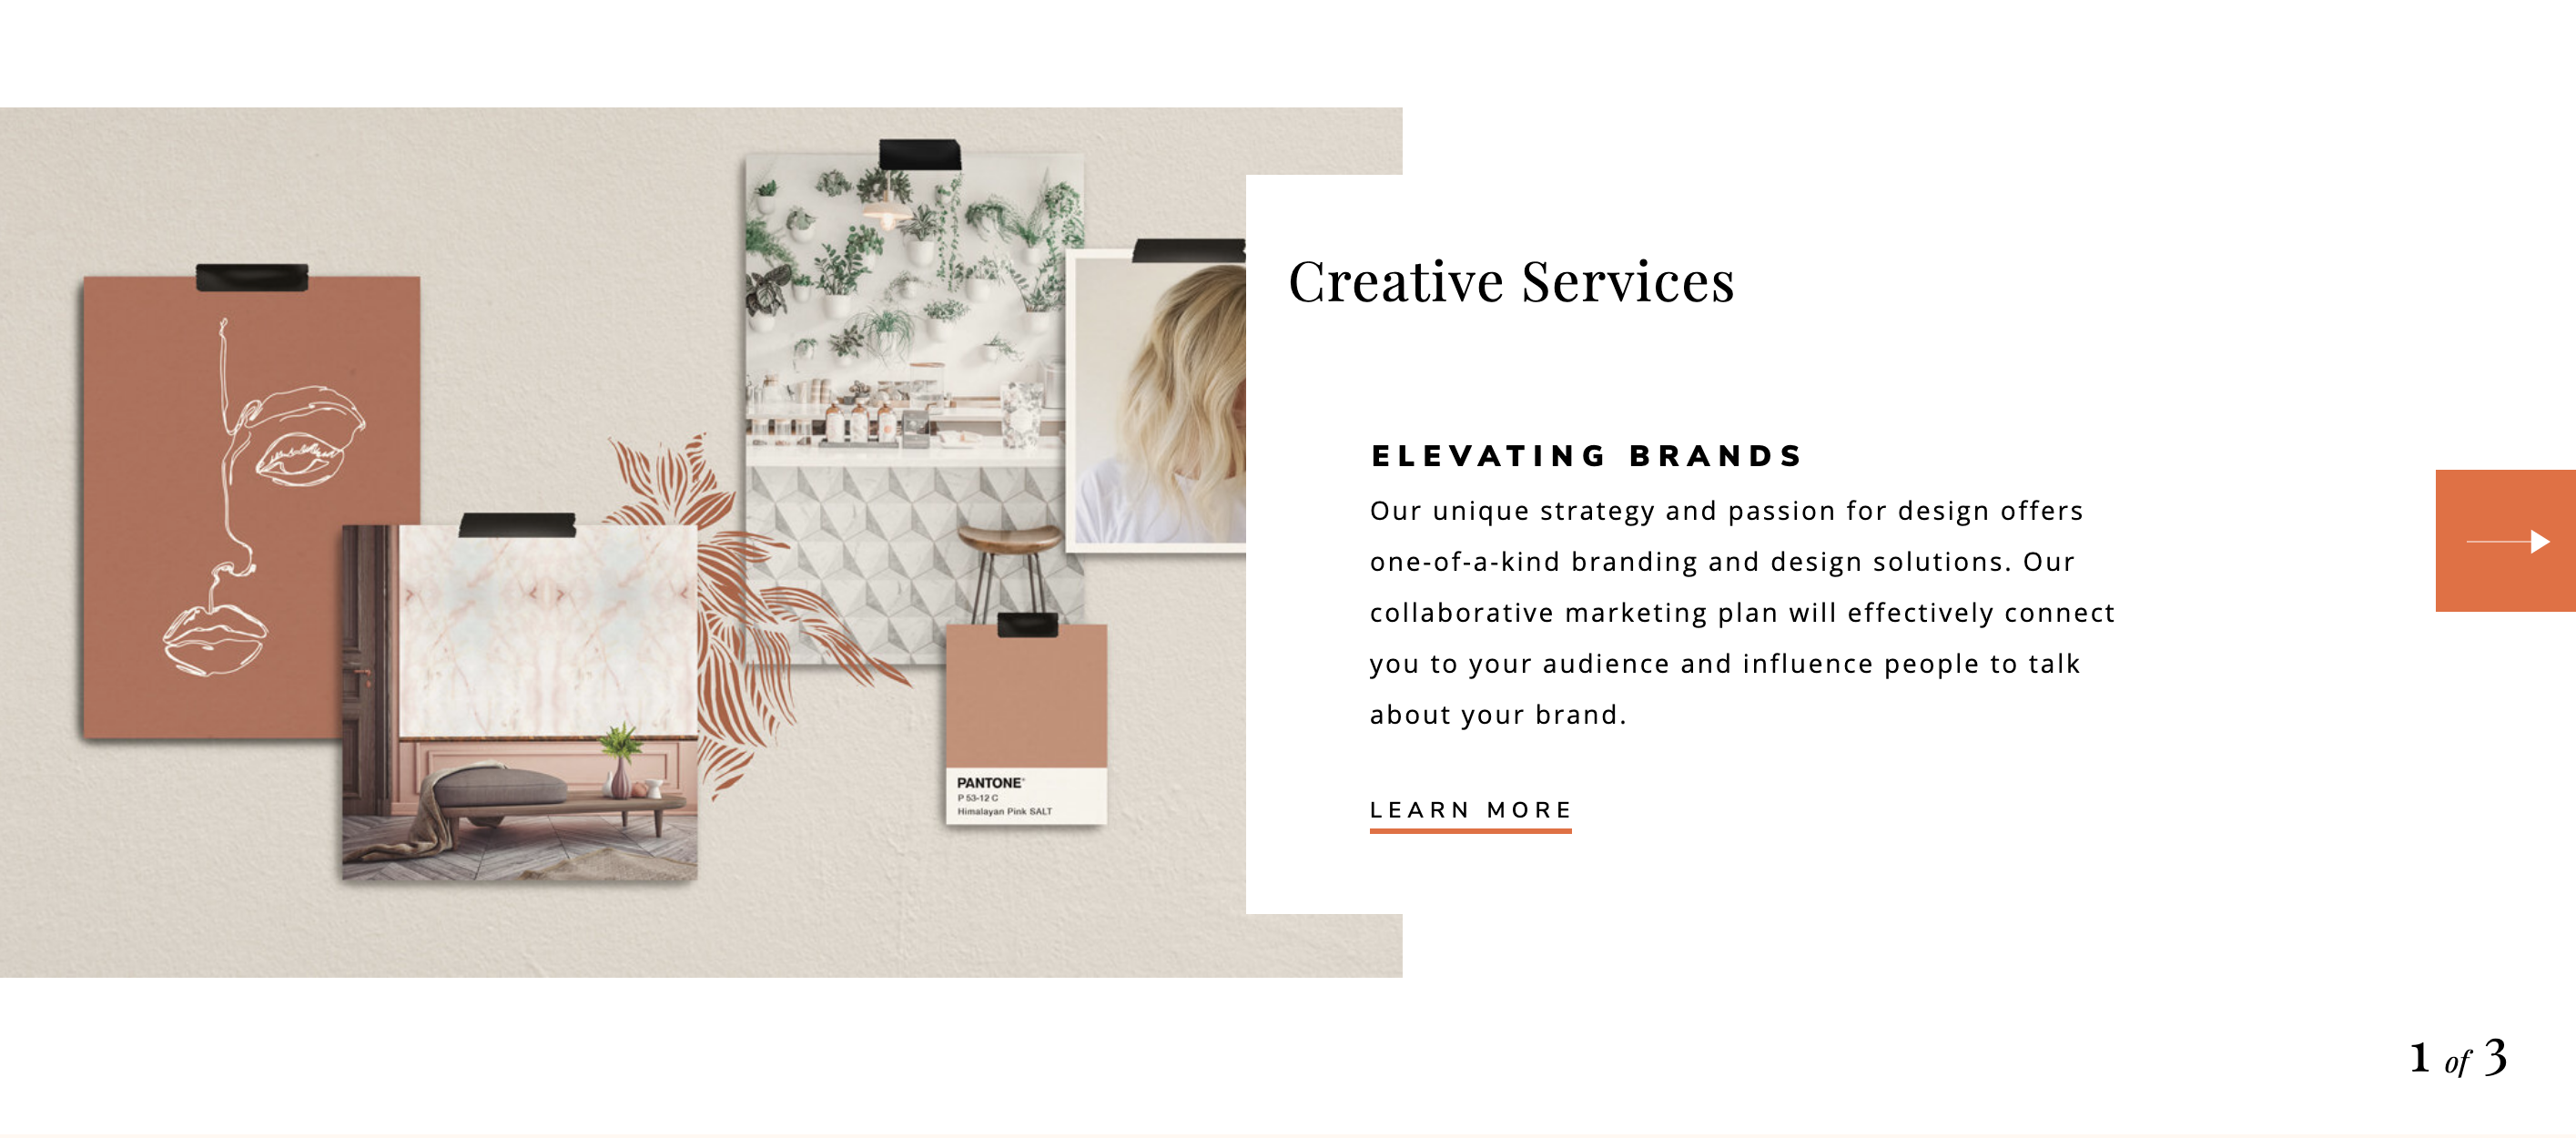 Creative Services
ELEVATING BRANDS
Our unique strategy and passion for design offers
one-of-a-kind branding and design solutions. Our
collaborative marketing plan will effectively connect
you to your audience and influence people to talk
about your brand.
LEARN MORE
PANTONE®
P 53-12 C
Himalayan Pink SALT
1 of 3